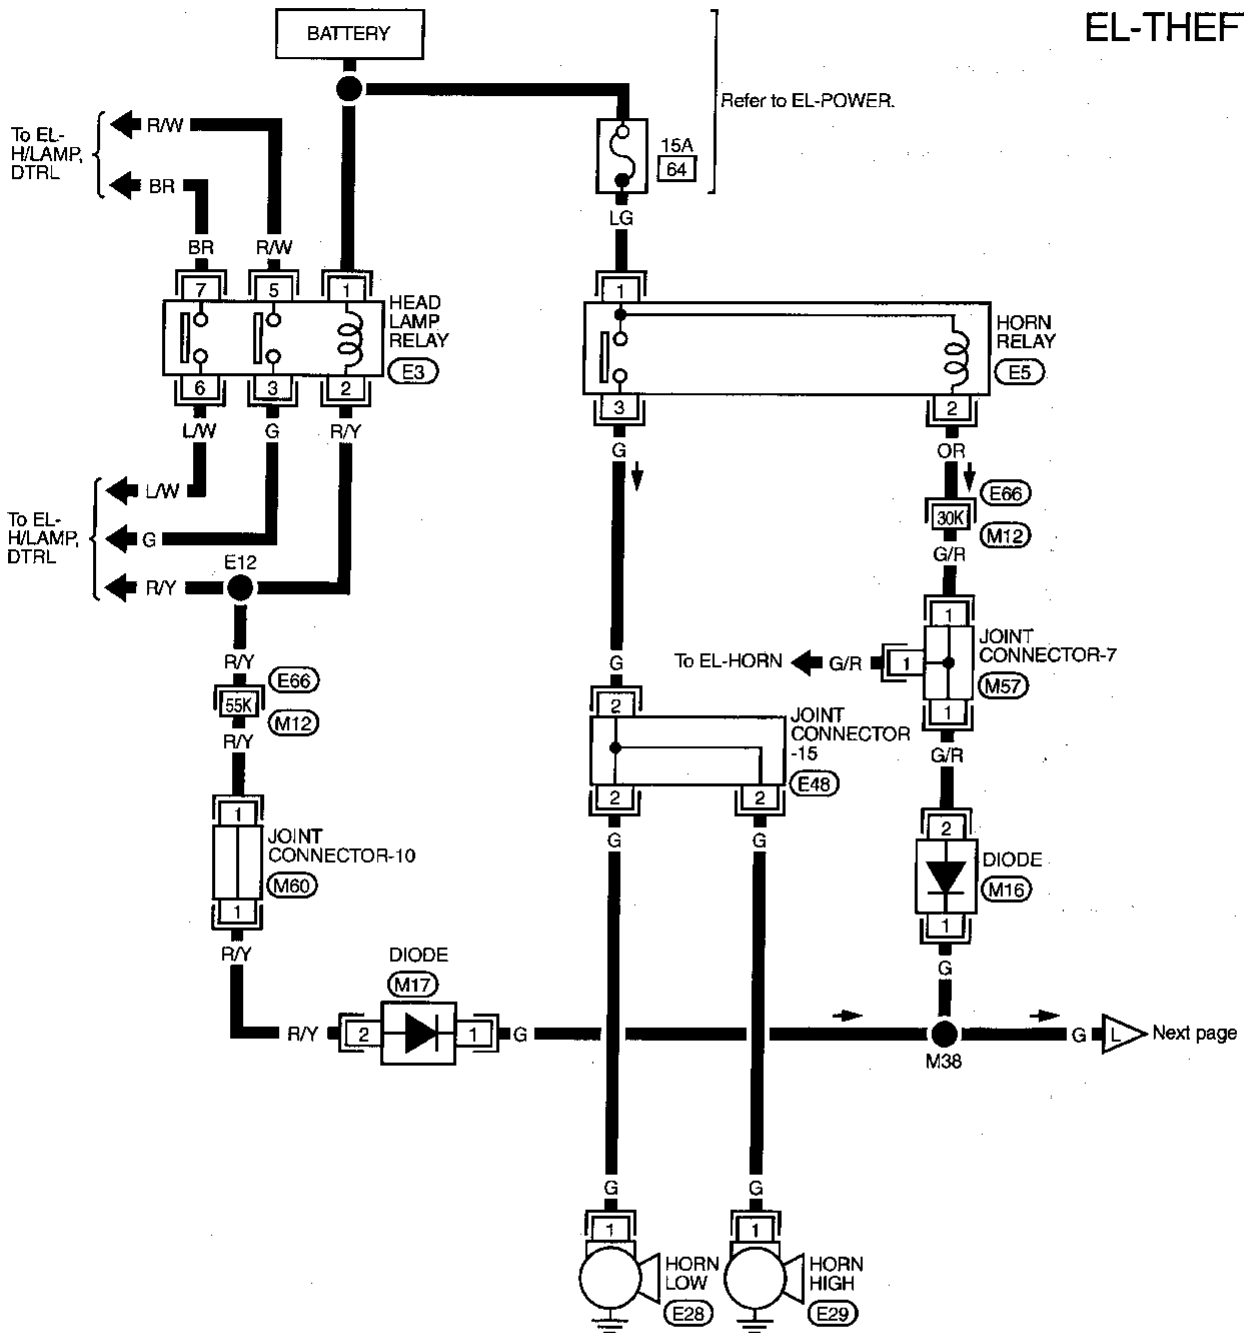 EL-THEF
BATTERY
Refer to EL-POWER.
To EL-
H/LAMP,
DTRL
R/W
BR
15A
64
LG
BR
R/W
7
5
1
HEAD
LAMP
RELAY
E3
6
3
2
L/W
G
R/Y
1
HORN
RELAY
E5
3
2
G
OR
To EL-
H/LAMP,
DTRL
L/W
G
R/Y
E12
E66
30K
M12
G/R
R/Y
E66
55K
M12
R/Y
1
JOINT
CONNECTOR-7
M57
To EL-HORN
G/R
1
1
G/R
G
2
JOINT
CONNECTOR
-15
E48
2
2
G
G
1
JOINT
CONNECTOR-10
M60
1
R/Y
2
DIODE
M16
1
G
DIODE
M17
R/Y
2
1
G
M38
G
L
Next page
G
G
1
1
HORN
LOW
E28
HORN
HIGH
E29